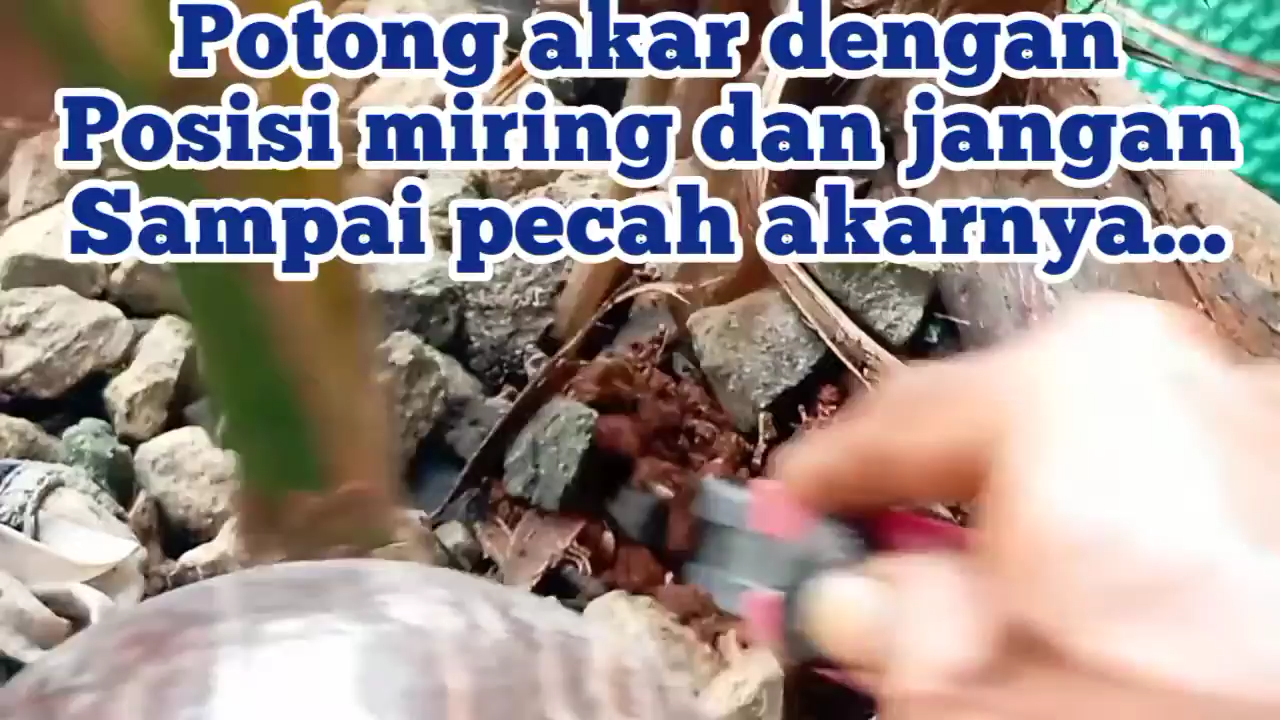 Potong akar dengan
Posisi miring dan jangan
Sampai pecah akarnya...